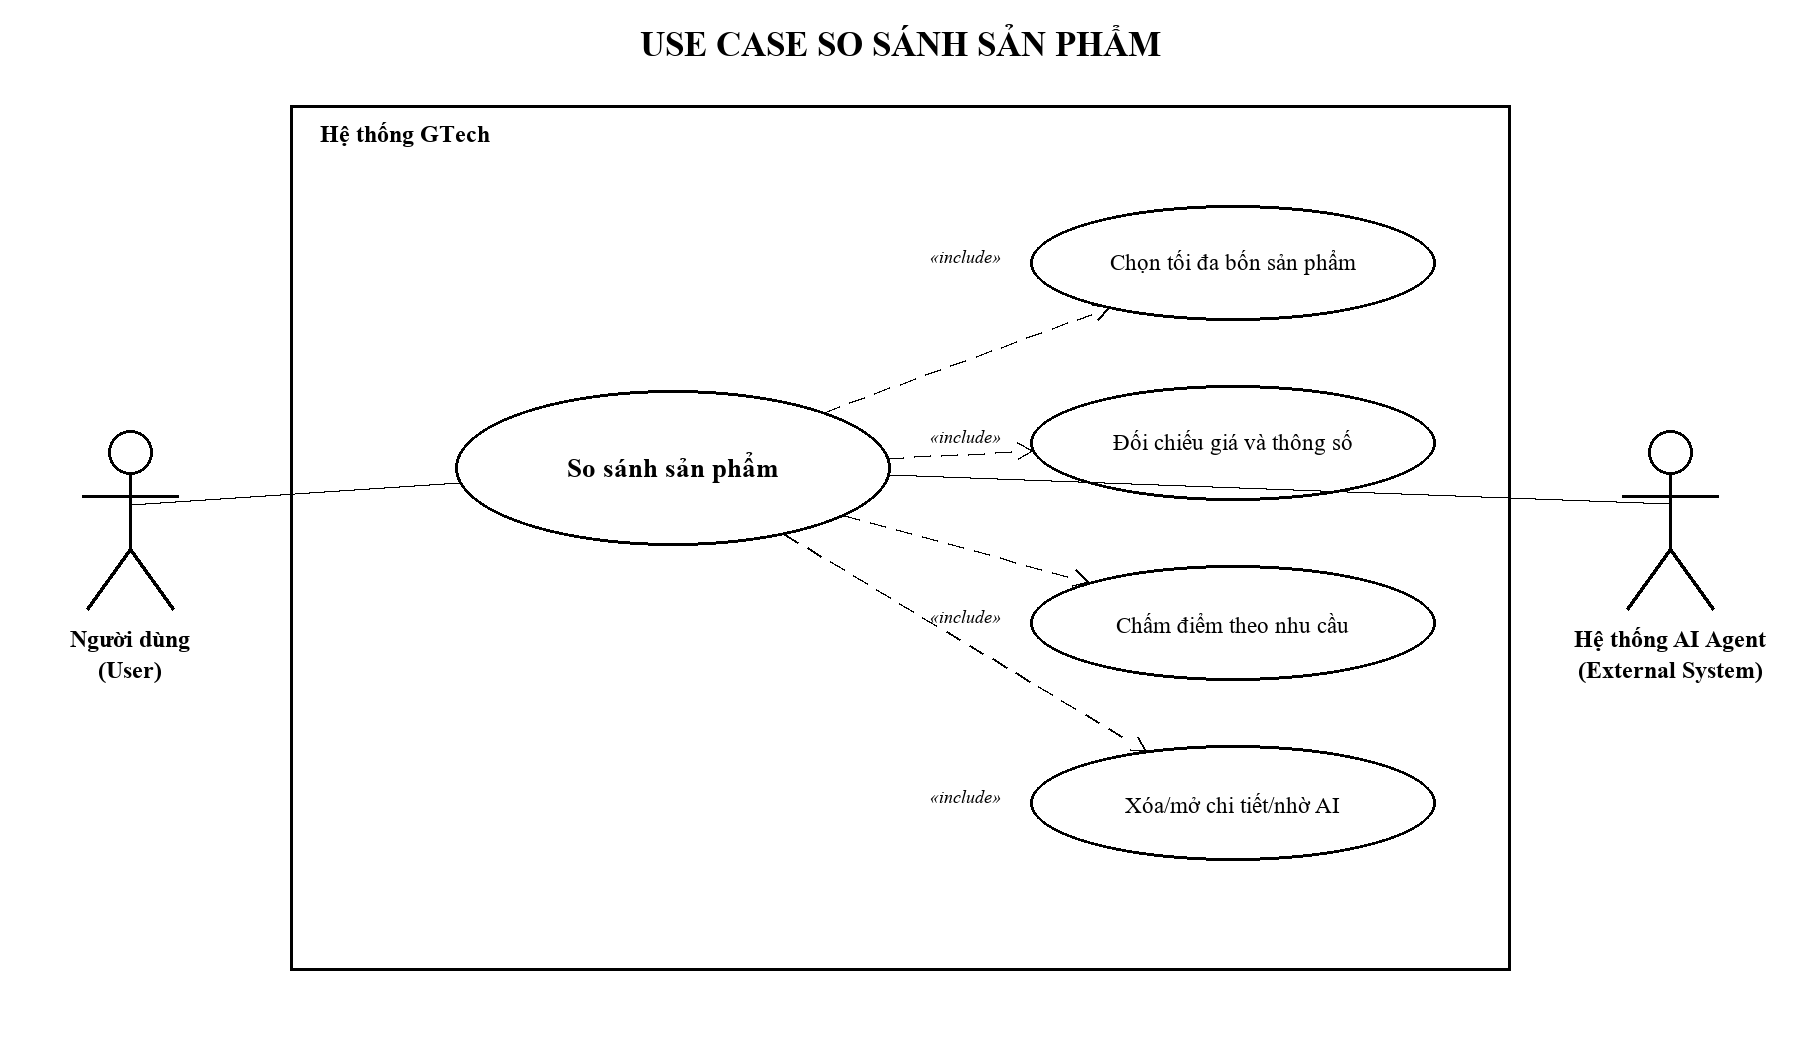 USE CASE SO SÁNH SẢN PHẨM
Hệ thống GTech
«include»
Chọn tối đa bốn sản phẩm
«include»
Đối chiếu giá và thông số
So sánh sản phẩm
«include»
Chấm điểm theo nhu cầu
Người dùng
(User)
Hệ thống AI Agent
(External System)
«include»
Xóa/mở chi tiết/nhờ AI